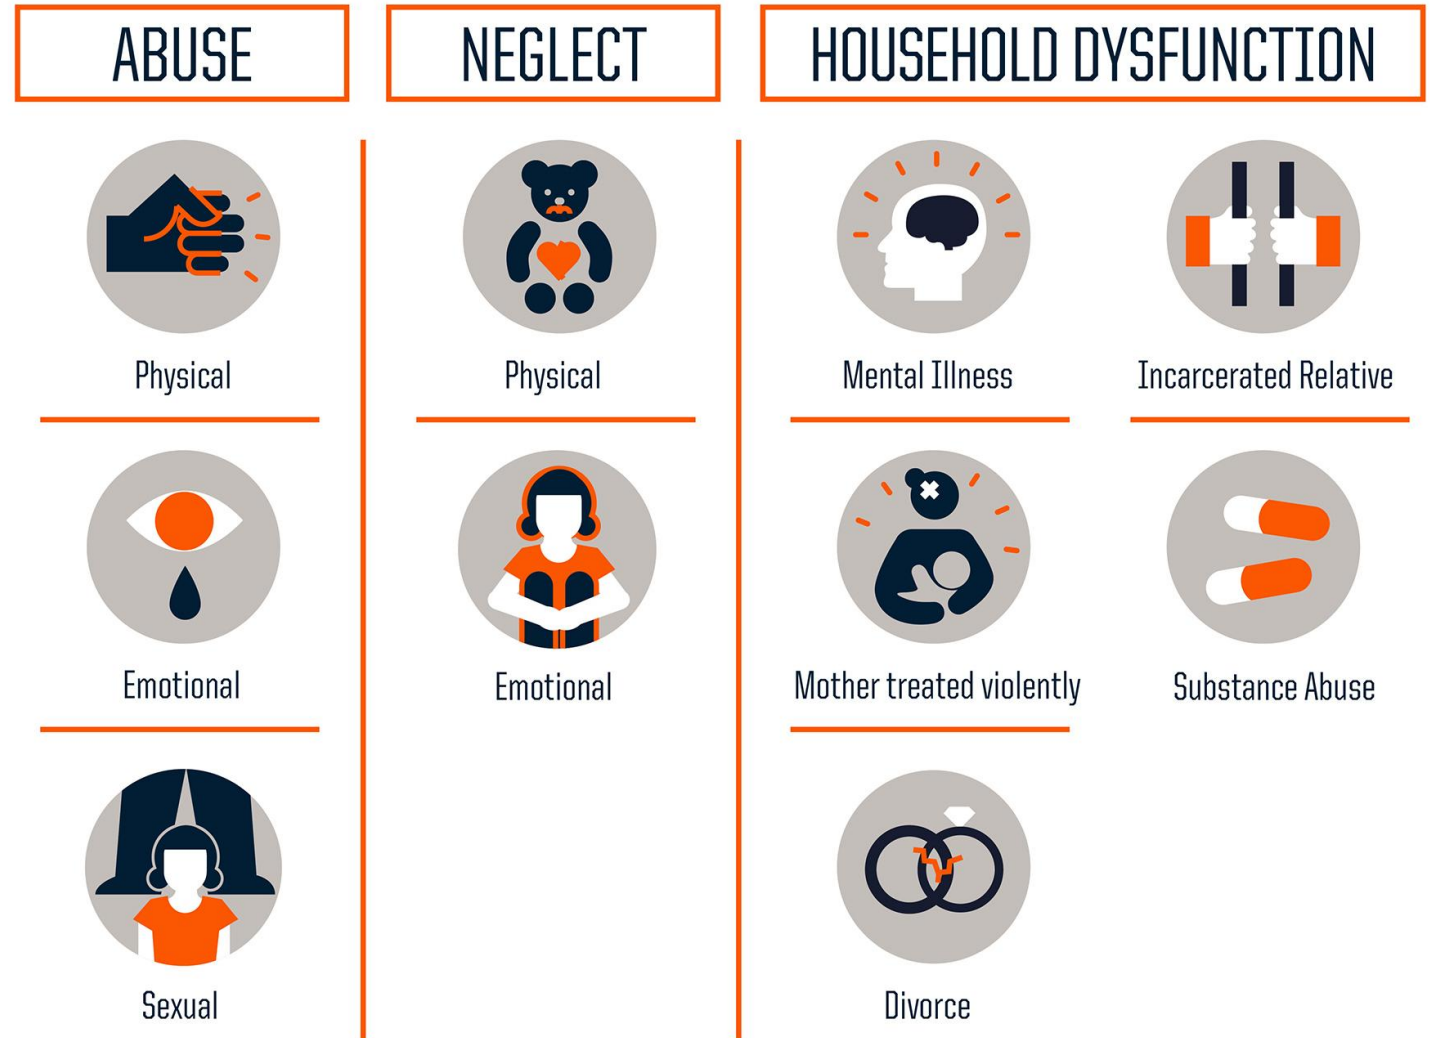 ABUSE
Physical
Emotional
Sexual
NEGLECT
Physical
Emotional
HOUSEHOLD DYSFUNCTION
Mental Illness
Incarcerated Relative
Mother treated violently
Substance Abuse
Divorce